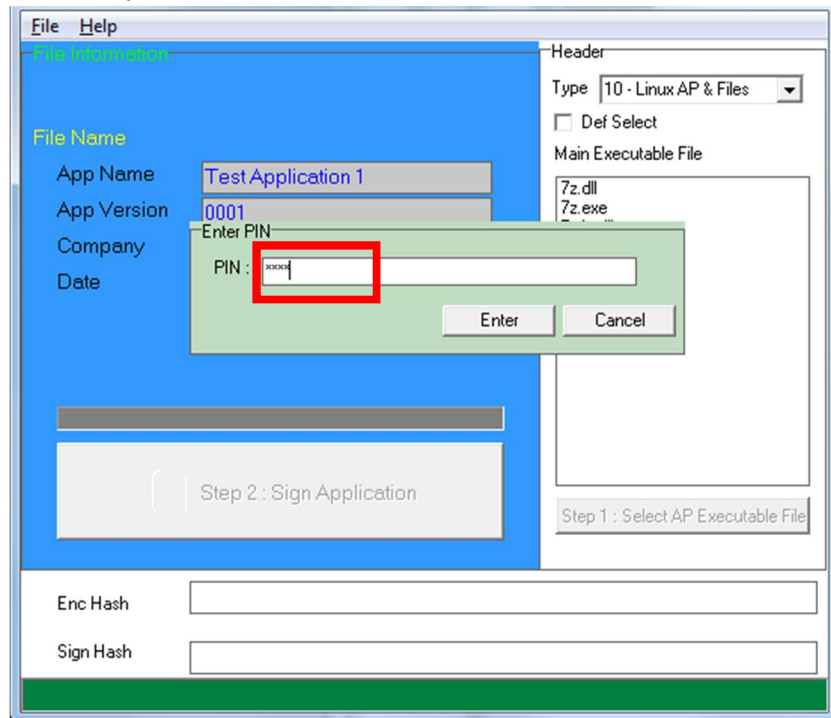 File Help
File Information
File Name
App Name Test Application 1
App Version 0001
Company
Date
Enter PIN
PIN : ****
Enter Cancel
Step 2 : Sign Application
Header
Type 10 - Linux AP & Files
Def Select
Main Executable File
7z.dll
7z.exe
Step 1 : Select AP Executable File
Enc Hash
Sign Hash